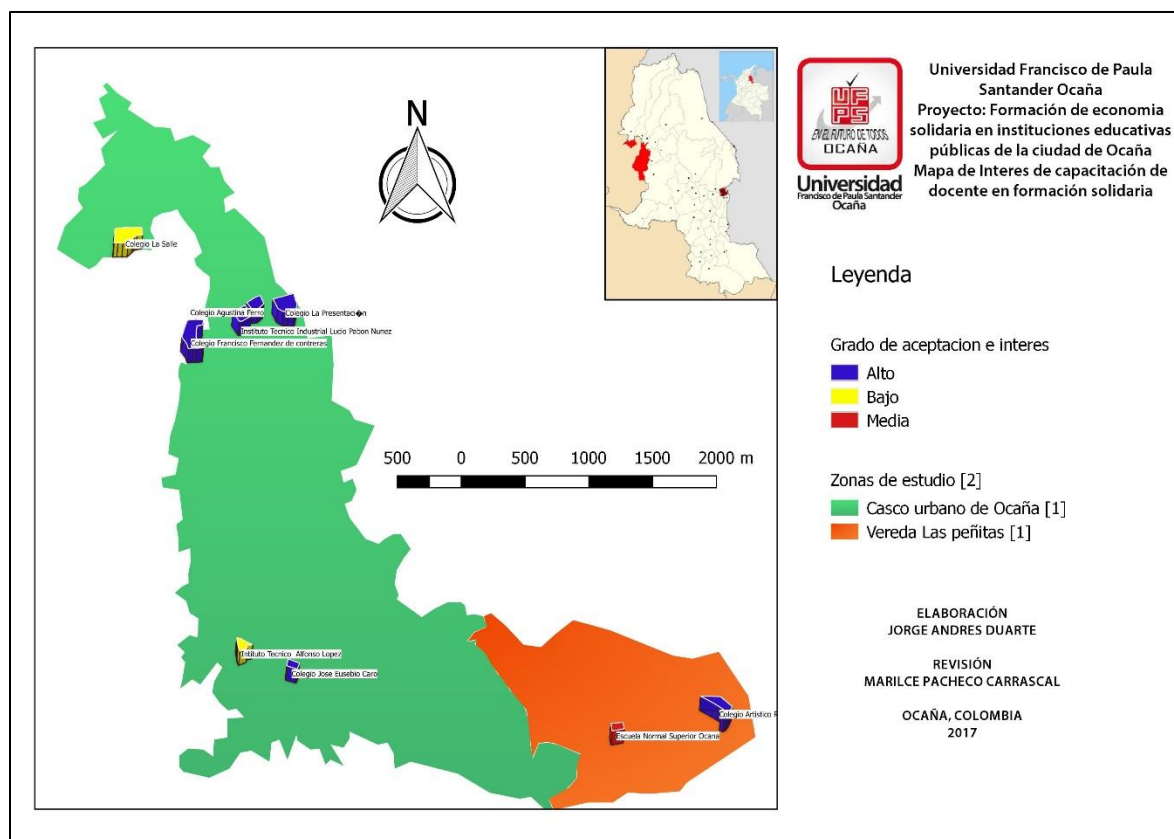 Universidad Francisco de Paula
Santander Ocaña
Proyecto: Formación de economia
solidaria en instituciones educativas
públicas de la ciudad de Ocaña
Mapa de Interes de capacitación de
docente en formación solidaria
UFPS
EN EL FUTURO DE TODOS
OCAÑA
Universidad
Francisco de Paula Santander
Ocaña
N
Colegio La Salle
Colegio Agustina Ferro
Colegio La Presentaci�n
Instituto Tecnico Industrial Lucio Pabon Nunez
Colegio Francisco Fernandez de contreras
500 0 500 1000 1500 2000 m
Intituto Tecnico Alfonso Lopez
Colegio Jose Eusebio Caro
Colegio Artistico R
Escuela Normal Superior Ocana
Leyenda
Grado de aceptacion e interes
Alto
Bajo
Media
Zonas de estudio [2]
Casco urbano de Ocaña [1]
Vereda Las peñitas [1]
ELABORACIÓN
JORGE ANDRES DUARTE
REVISIÓN
MARILCE PACHECO CARRASCAL
OCAÑA, COLOMBIA
2017